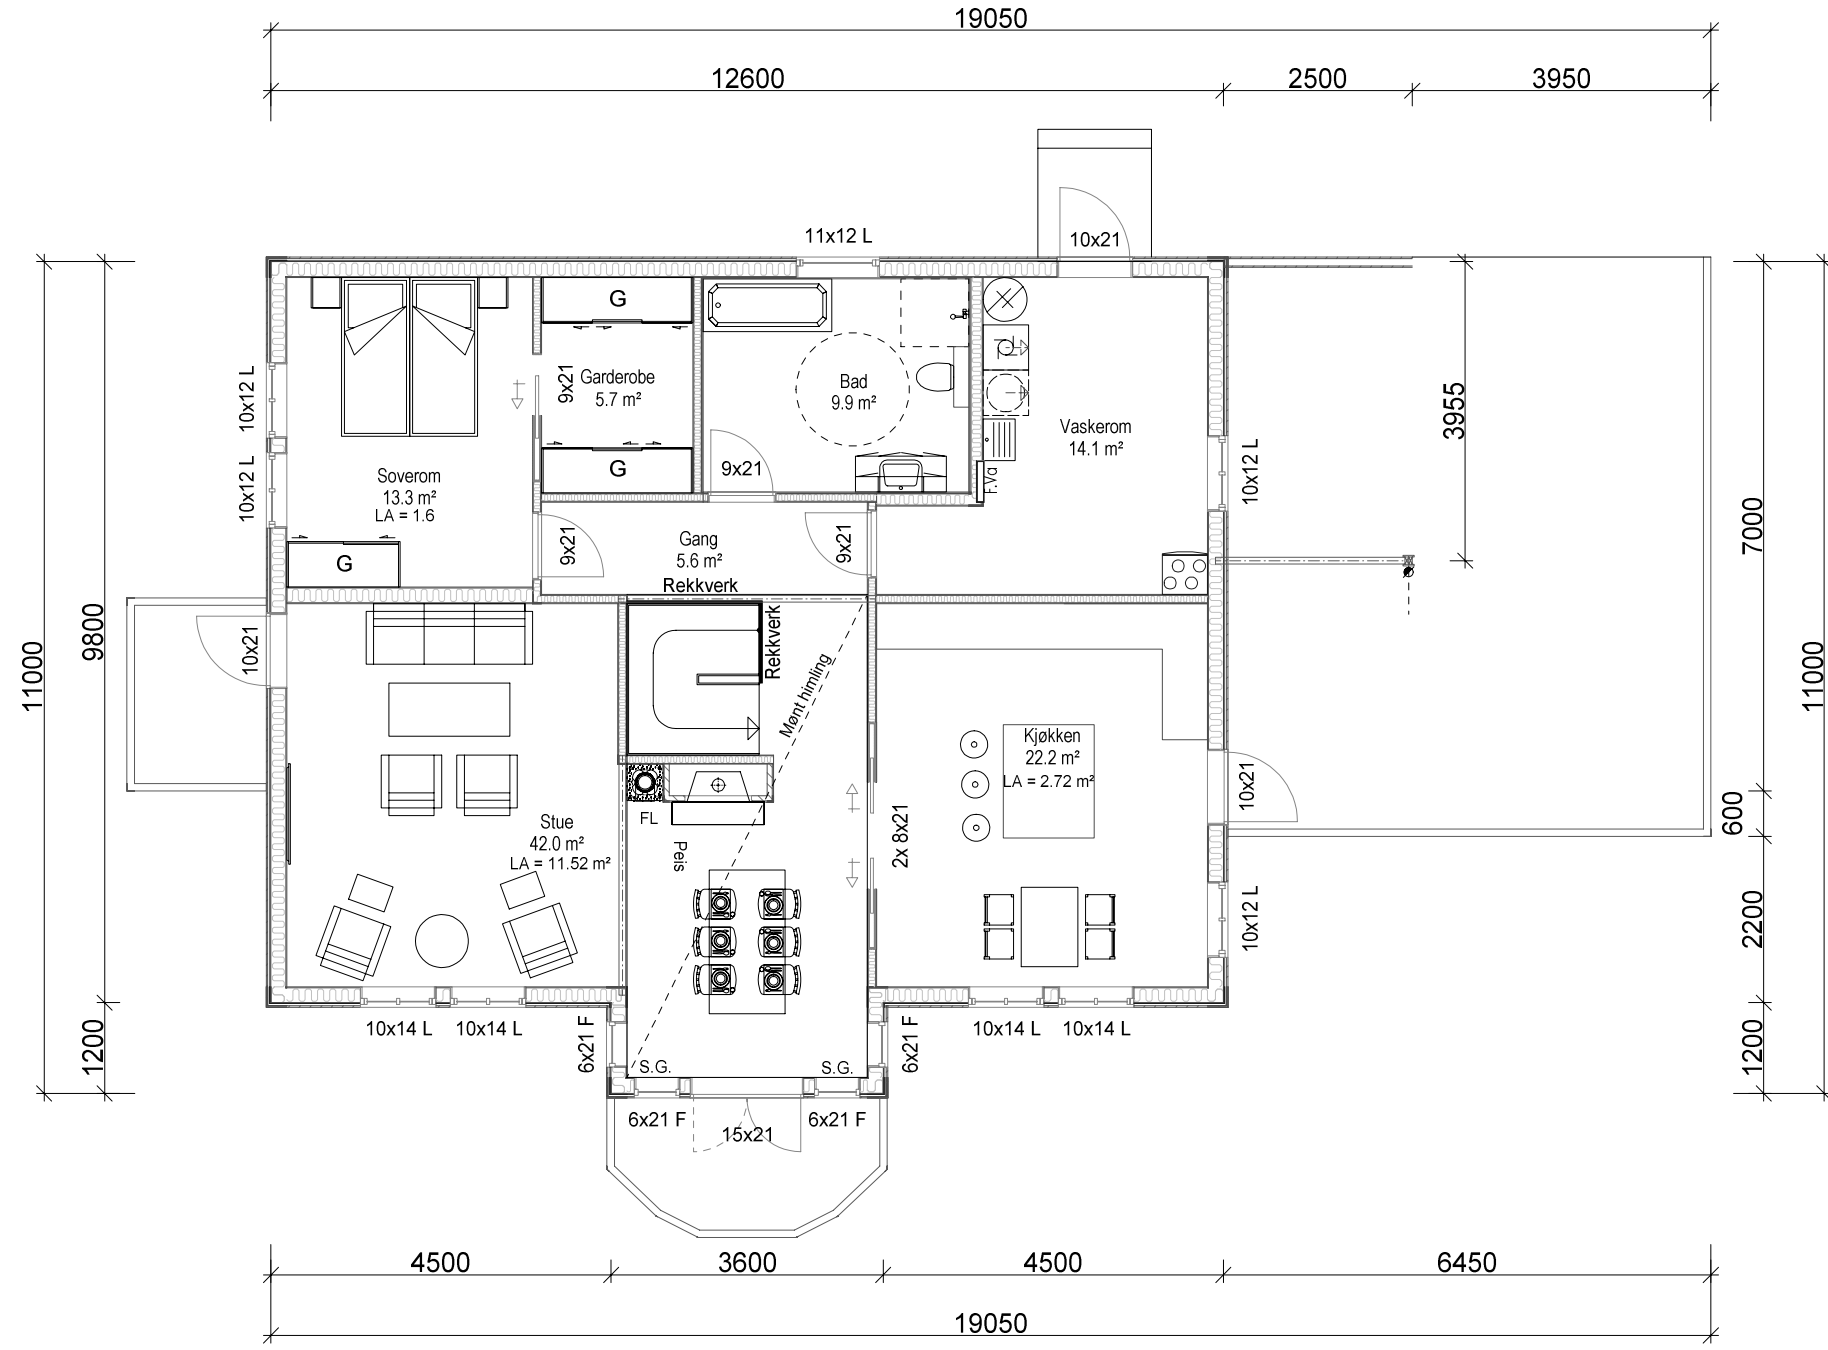 19050
12600
2500
3950
11x12 L
10x21
G
G
G
9x21
Garderobe
5.7 m²
Bad
9.9 m²
9x21
Vaskerom
14.1 m²
F.Va
10x12 L
10x12 L
10x12 L
3955
Soverom
13.3 m²
LA = 1.6
9x21
Gang
5.6 m²
9x21
Rekkverk
Rekkverk
Mønt himling
10x21
11000
9800
1200
7000
600
2200
1200
11000
Kjøkken
22.2 m²
LA = 2.72 m²
10x21
2x 8x21
FL
Peis
Stue
42.0 m²
LA = 11.52 m²
10x12 L
10x14 L
10x14 L
6x21 F
S.G.
S.G.
6x21 F
10x14 L
10x14 L
6x21 F
15x21
6x21 F
4500
3600
4500
6450
19050